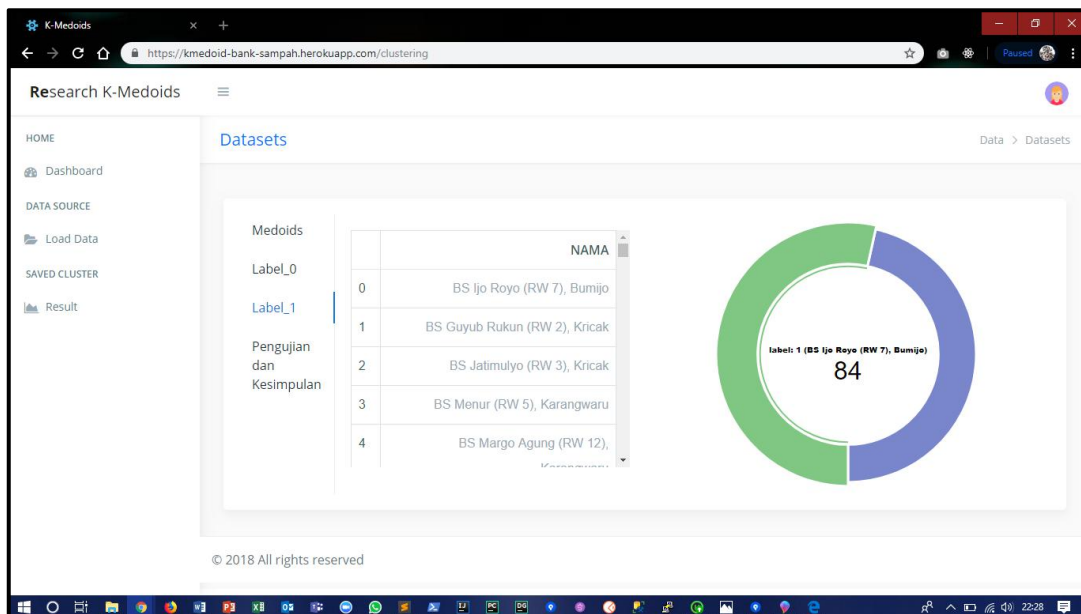 K-Medoids
https://kmedoid-bank-sampah.herokuapp.com/clustering
Paused
Research K-Medoids
HOME
Dashboard
DATA SOURCE
Load Data
SAVED CLUSTER
Result
Datasets
Data > Datasets
Medoids
Label_0
Label_1
Pengujian
dan
Kesimpulan
NAMA
0 BS Ijo Royo (RW 7), Bumijo
1 BS Guyub Rukun (RW 2), Kricak
2 BS Jatimulyo (RW 3), Kricak
3 BS Menur (RW 5), Karangwaru
4 BS Margo Agung (RW 12),
Karangwaru
label: 1 (BS Ijo Royo (RW 7), Bumijo)
84
© 2018 All rights reserved
22:28